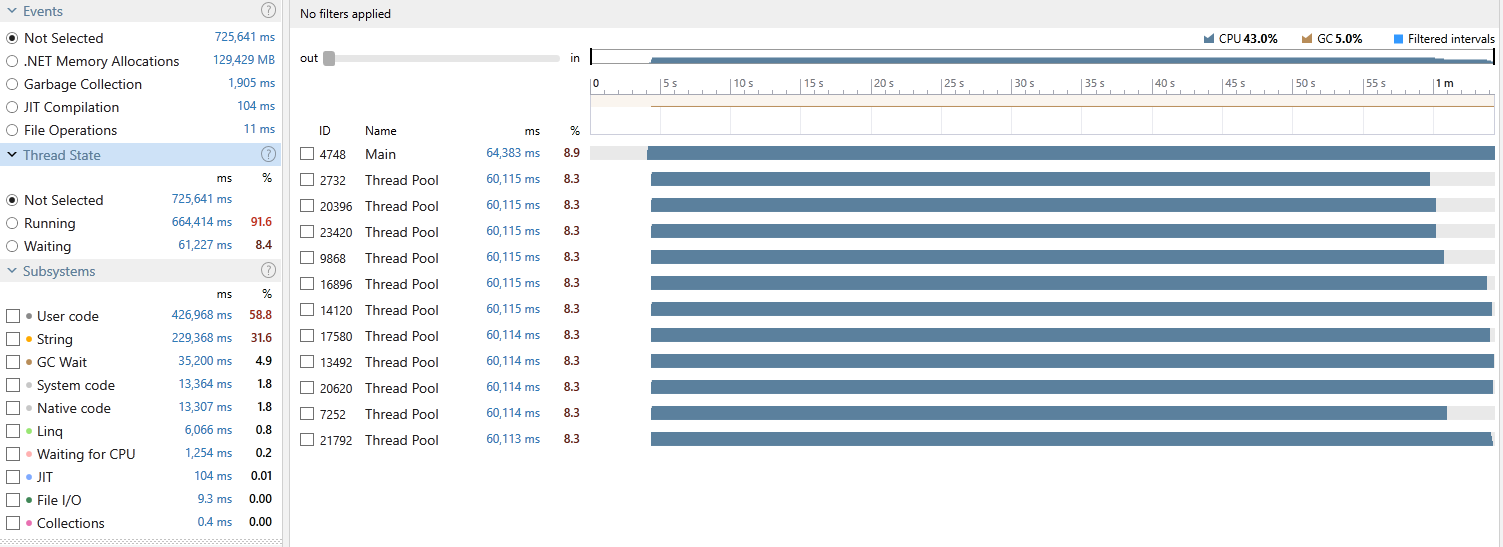 Events ?
Not Selected 725,641 ms
.NET Memory Allocations 129,429 MB
Garbage Collection 1,905 ms
JIT Compilation 104 ms
File Operations 11 ms
Thread State ?
ms %
Not Selected 725,641 ms
Running 664,414 ms 91.6
Waiting 61,227 ms 8.4
Subsystems ?
ms %
User code 426,968 ms 58.8
String 229,368 ms 31.6
GC Wait 35,200 ms 4.9
System code 13,364 ms 1.8
Native code 13,307 ms 1.8
Linq 6,066 ms 0.8
Waiting for CPU 1,254 ms 0.2
JIT 104 ms 0.01
File I/O 9.3 ms 0.00
Collections 0.4 ms 0.00
No filters applied
CPU 43.0% GC 5.0% Filtered intervals
out in
0 5 s 10 s 15 s 20 s 25 s 30 s 35 s 40 s 45 s 50 s 55 s 1 m
ID Name ms %
4748 Main 64,383 ms 8.9
2732 Thread Pool 60,115 ms 8.3
20396 Thread Pool 60,115 ms 8.3
23420 Thread Pool 60,115 ms 8.3
9868 Thread Pool 60,115 ms 8.3
16896 Thread Pool 60,115 ms 8.3
14120 Thread Pool 60,115 ms 8.3
17580 Thread Pool 60,114 ms 8.3
13492 Thread Pool 60,114 ms 8.3
20620 Thread Pool 60,114 ms 8.3
7252 Thread Pool 60,114 ms 8.3
21792 Thread Pool 60,113 ms 8.3